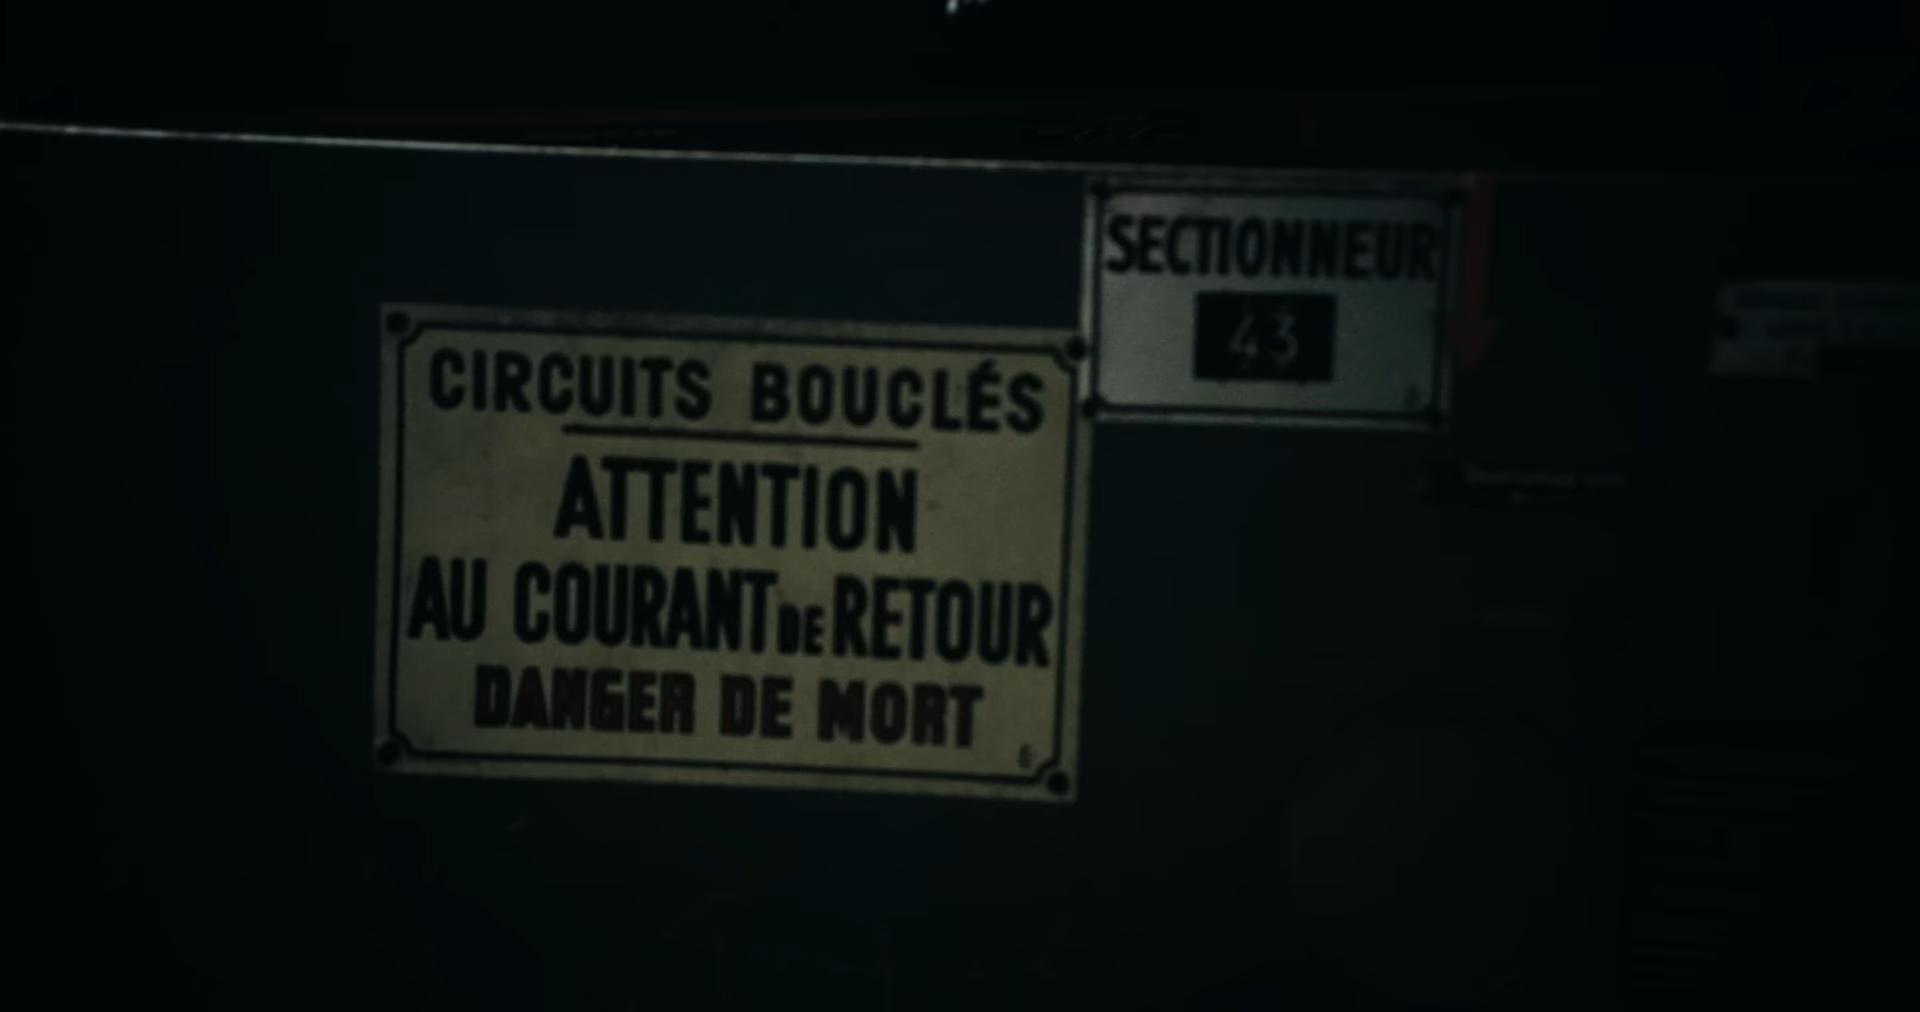 SECTIONNEUR
43
CIRCUITS BOUCLÉS
ATTENTION
AU COURANT DE RETOUR
DANGER DE MORT